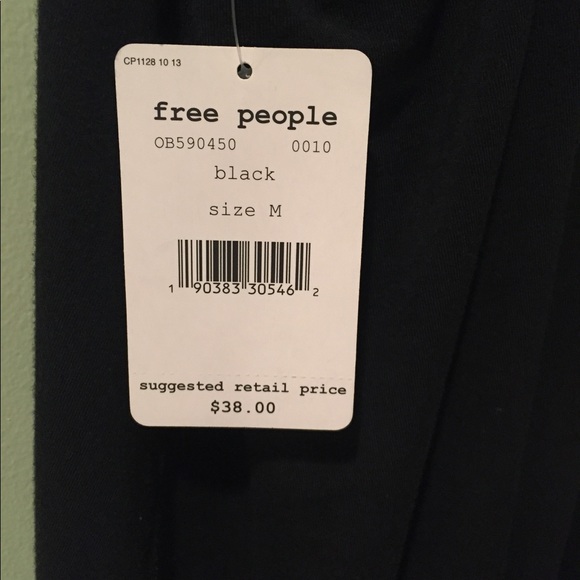 CP1128 10 13
free people
OB590450 0010
black
size M
1 90383 30546 2
suggested retail price
$38.00